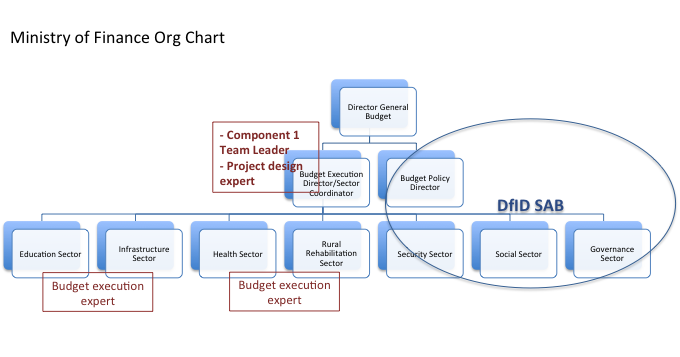 Ministry of Finance Org Chart
Director General
Budget
- Component 1
Team Leader
- Project design
expert
Budget Execution
Director/Sector
Coordinator
Budget Policy
Director
DfID SAB
Education Sector
Infrastructure
Sector
Health Sector
Rural
Rehabilitation
Sector
Security Sector
Social Sector
Governance
Sector
Budget execution
expert
Budget execution
expert